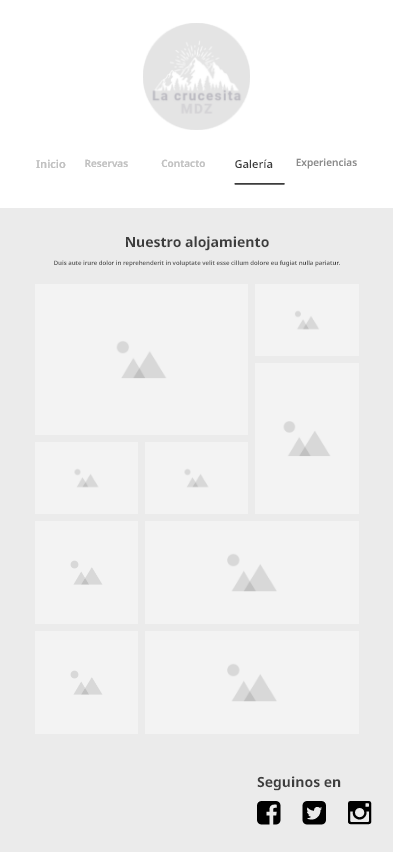 La crucesita
MDZ
Inicio Reservas Contacto Galería Experiencias
Nuestro alojamiento
Duis aute irure dolor in reprehenderit in voluptate velit esse cillum dolore eu fugiat nulla pariatur.
Seguinos en